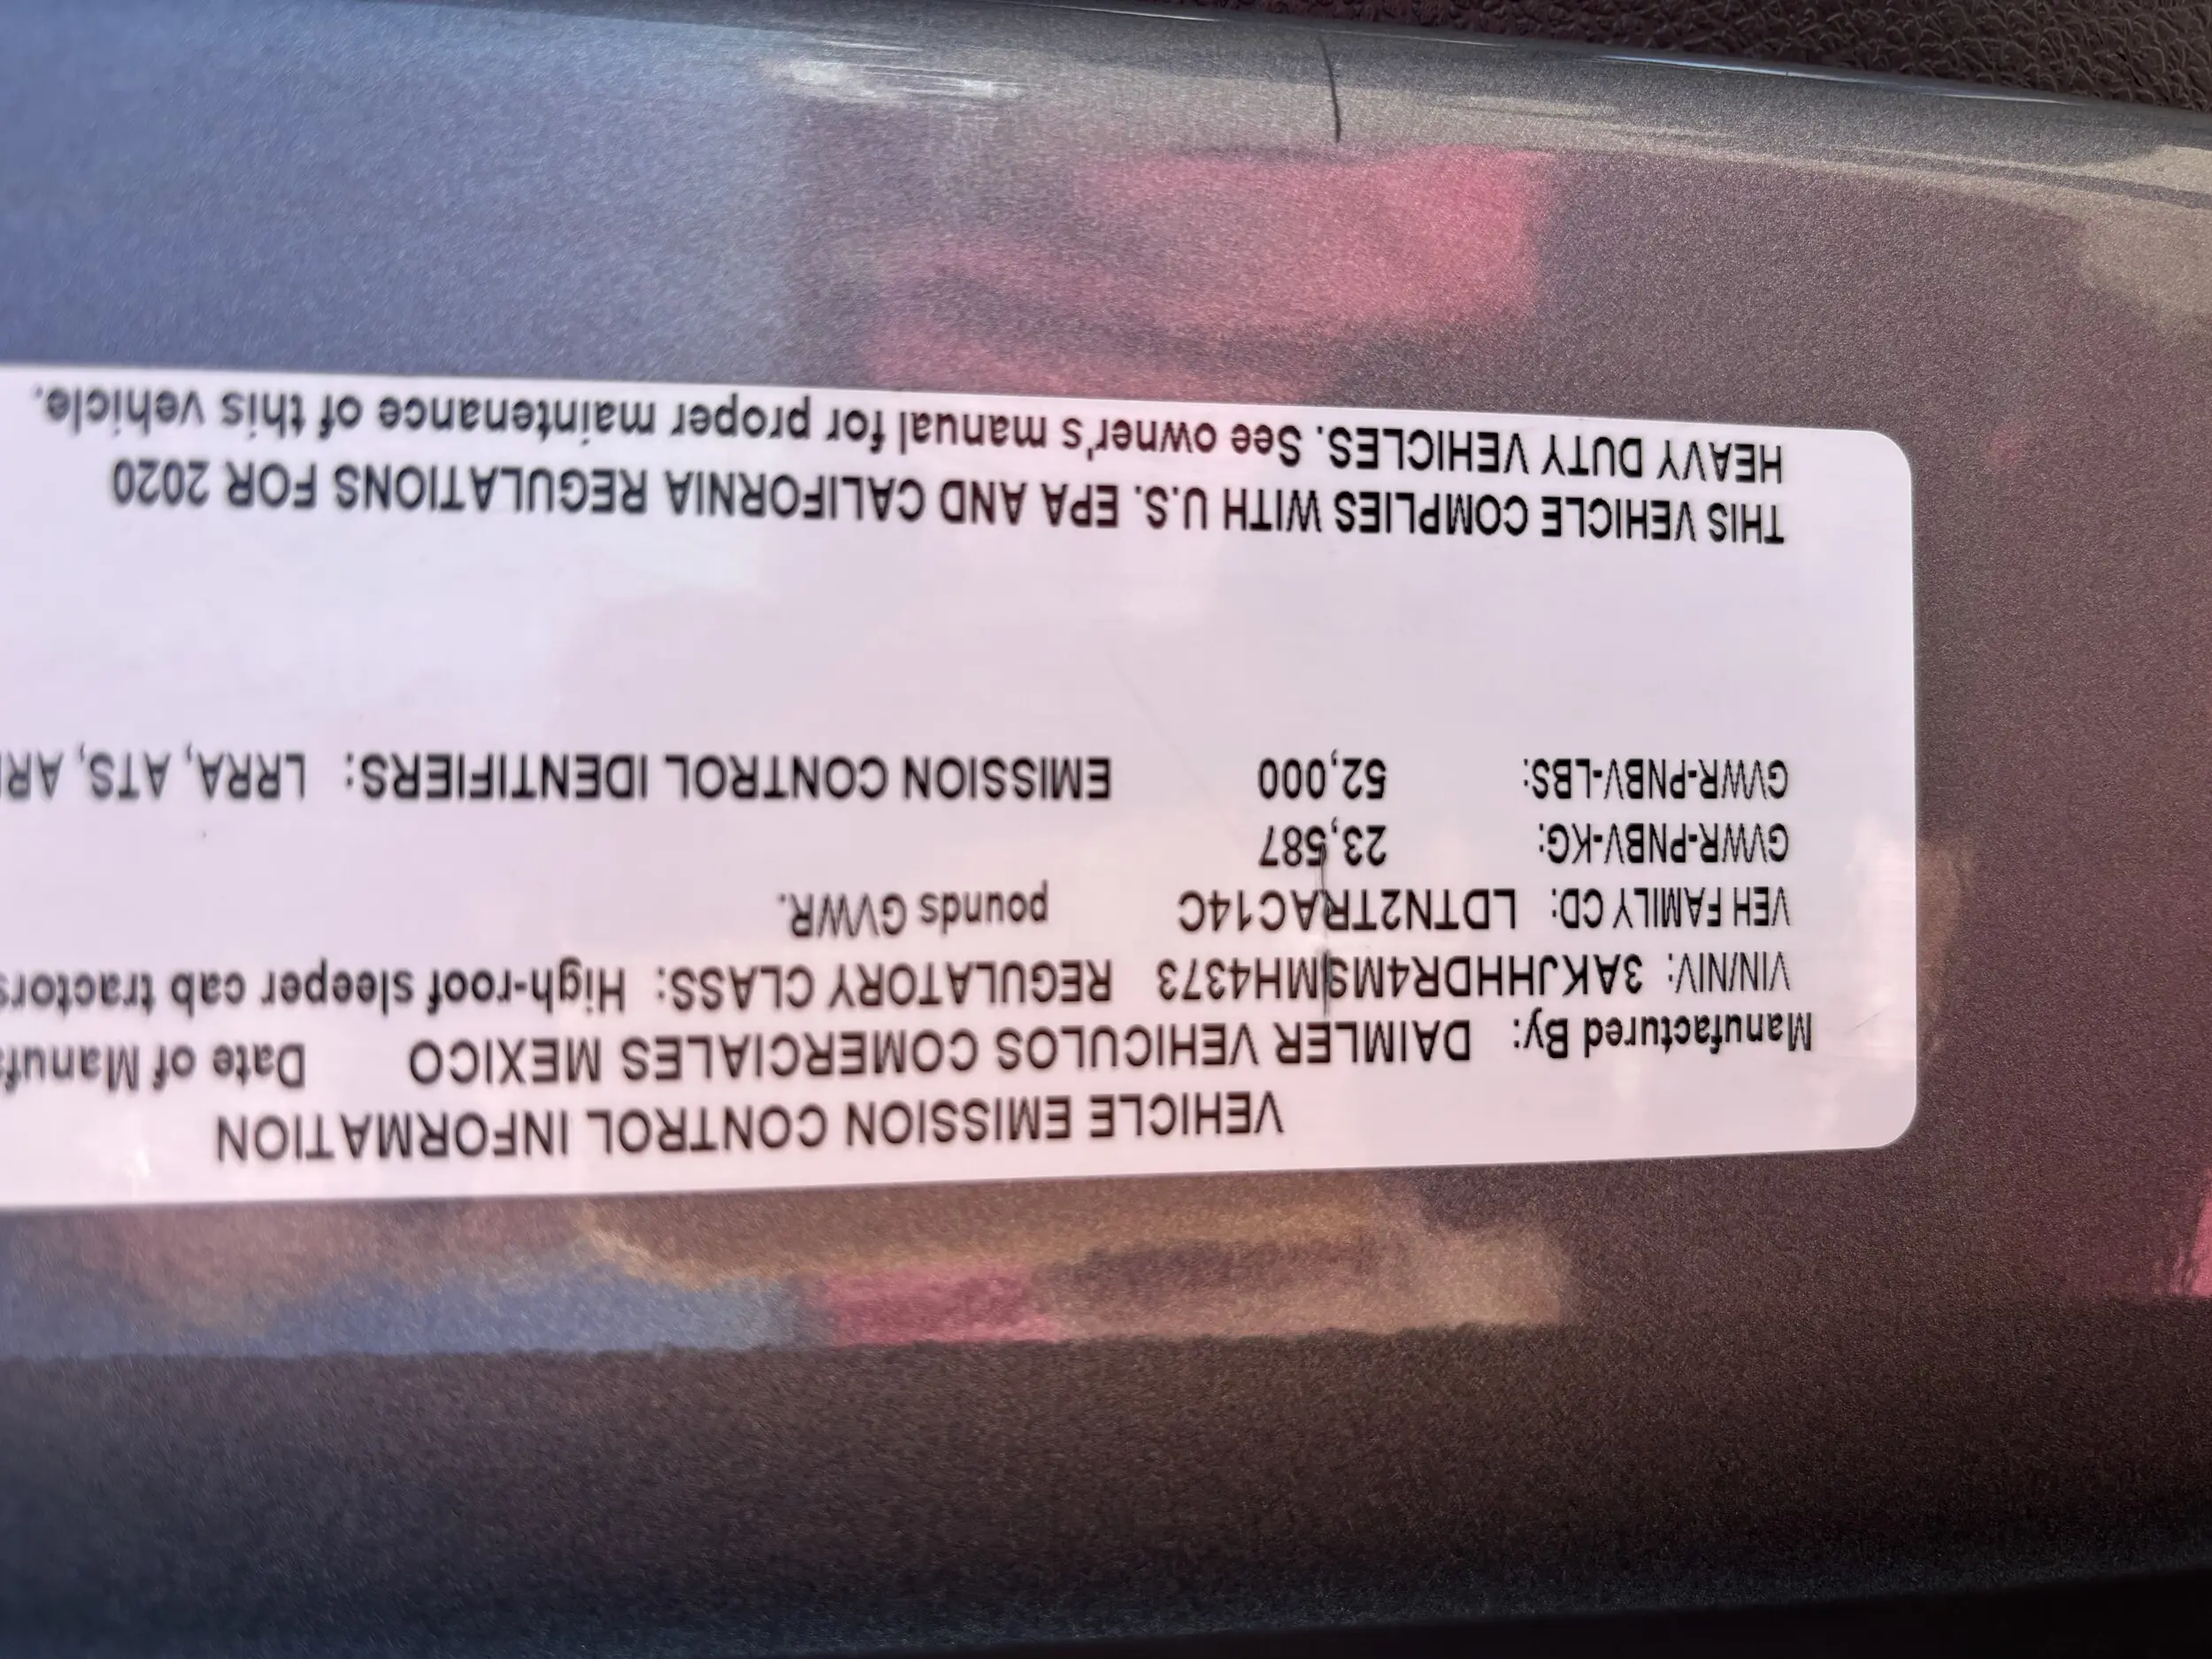 VEHICLE EMISSION CONTROL INFORMATION
Manufactured By: DAIMLER VEHICULOS COMERCIALES MEXICO Date of Manufa
VIN/NIV: 3AKJHHDR4MSMH4373 REGULATORY CLASS: High-roof sleeper cab tractors
VEH FAMILY CD: LDTN2TRAC14C pounds GVWR.
GVWR-PNBV-KG: 23,587
GVWR-PNBV-LBS: 52,000 EMISSION CONTROL IDENTIFIERS: LRRA, ATS, ARF
THIS VEHICLE COMPLIES WITH U.S. EPA AND CALIFORNIA REGULATIONS FOR 2020
HEAVY DUTY VEHICLES. See owner's manual for proper maintenance of this vehicle.